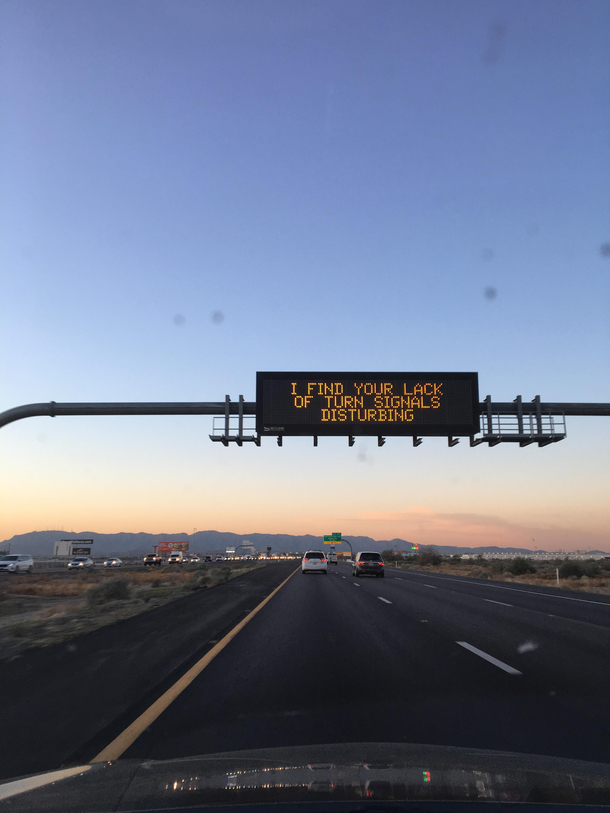 I FIND YOUR LACK
OF TURN SIGNALS
DISTURBING